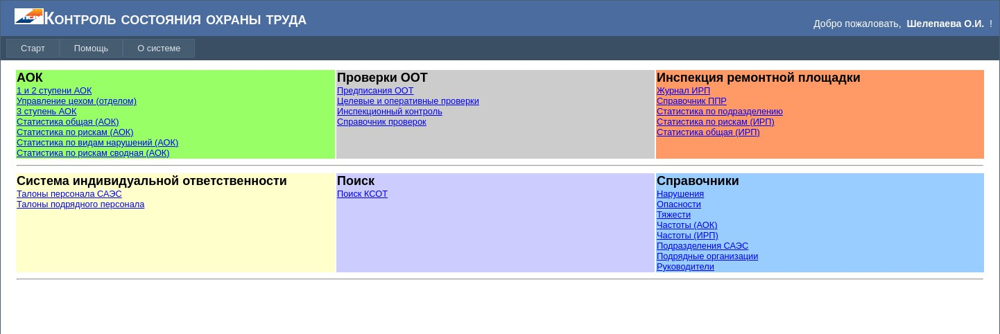 Контроль состояния охраны труда
Добро пожаловать, Шелепаева О.И. !
Старт Помощь О системе
АОК
1 и 2 ступени АОК
Управление цехом (отделом)
3 ступень АОК
Статистика общая (АОК)
Статистика по рискам (АОК)
Статистика по видам нарушений (АОК)
Статистика по рискам сводная (АОК)
Проверки ООТ
Предписания ООТ
Целевые и оперативные проверки
Инспекционный контроль
Справочник проверок
Инспекция ремонтной площадки
Журнал ИРП
Справочник ППР
Статистика по подразделению
Статистика по рискам (ИРП)
Статистика общая (ИРП)
Система индивидуальной ответственности
Талоны персонала САЭС
Талоны подрядного персонала
Поиск
Поиск КСОТ
Справочники
Нарушения
Опасности
Тяжести
Частоты (АОК)
Частоты (ИРП)
Подразделения САЭС
Подрядные организации
Руководители